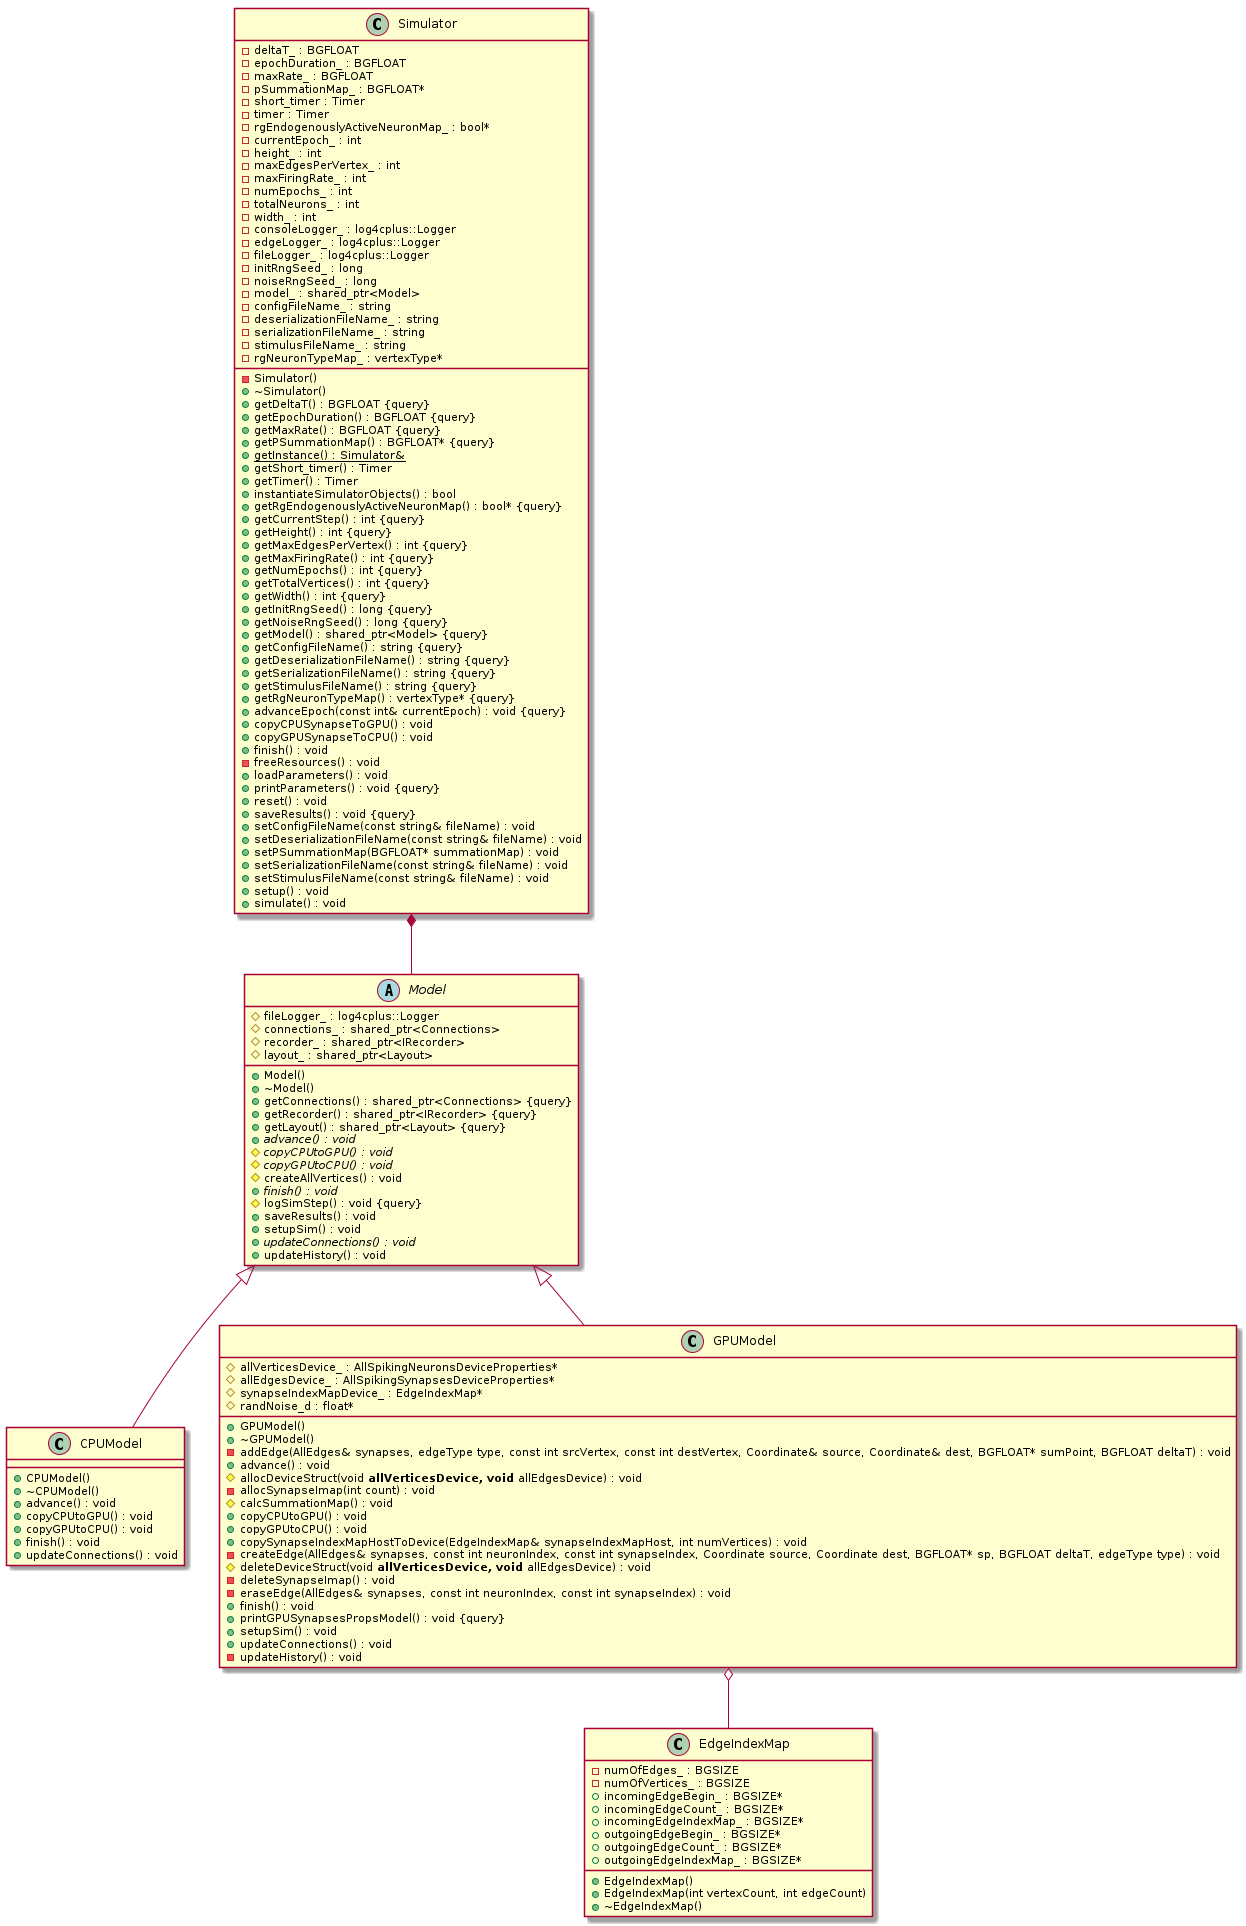 C Simulator
deltaT_ : BGFLOAT
epochDuration_ : BGFLOAT
maxRate_ : BGFLOAT
pSummationMap_ : BGFLOAT*
short_timer : Timer
timer : Timer
rgEndogenouslyActiveNeuronMap_ : bool*
currentEpoch_ : int
height_ : int
maxEdgesPerVertex_ : int
maxFiringRate_ : int
numEpochs_ : int
totalNeurons_ : int
width_ : int
consoleLogger_ : log4cplus::Logger
edgeLogger_ : log4cplus::Logger
fileLogger_ : log4cplus::Logger
initRngSeed_ : long
noiseRngSeed_ : long
model_ : shared_ptr<Model>
configFileName_ : string
deserializationFileName_ : string
serializationFileName_ : string
stimulusFileName_ : string
rgNeuronTypeMap_ : vertexType*
Simulator()
~Simulator()
getDeltaT() : BGFLOAT {query}
getEpochDuration() : BGFLOAT {query}
getMaxRate() : BGFLOAT {query}
getPSummationMap() : BGFLOAT* {query}
getInstance() : Simulator&
getShort_timer() : Timer
getTimer() : Timer
instantiateSimulatorObjects() : bool
getRgEndogenouslyActiveNeuronMap() : bool* {query}
getCurrentStep() : int {query}
getHeight() : int {query}
getMaxEdgesPerVertex() : int {query}
getMaxFiringRate() : int {query}
getNumEpochs() : int {query}
getTotalVertices() : int {query}
getWidth() : int {query}
getInitRngSeed() : long {query}
getNoiseRngSeed() : long {query}
getModel() : shared_ptr<Model> {query}
getConfigFileName() : string {query}
getDeserializationFileName() : string {query}
getSerializationFileName() : string {query}
getStimulusFileName() : string {query}
getRgNeuronTypeMap() : vertexType* {query}
advanceEpoch(const int& currentEpoch) : void {query}
copyCPUSynapseToGPU() : void
copyGPUSynapseToCPU() : void
finish() : void
freeResources() : void
loadParameters() : void
printParameters() : void {query}
reset() : void
saveResults() : void {query}
setConfigFileName(const string& fileName) : void
setDeserializationFileName(const string& fileName) : void
setPSummationMap(BGFLOAT* summationMap) : void
setSerializationFileName(const string& fileName) : void
setStimulusFileName(const string& fileName) : void
setup() : void
simulate() : void
A Model
fileLogger_ : log4cplus::Logger
connections_ : shared_ptr<Connections>
recorder_ : shared_ptr<IRecorder>
layout_ : shared_ptr<Layout>
Model()
~Model()
getConnections() : shared_ptr<Connections> {query}
getRecorder() : shared_ptr<IRecorder> {query}
getLayout() : shared_ptr<Layout> {query}
advance() : void
copyCPUtoGPU() : void
copyGPUtoCPU() : void
createAllVertices() : void
finish() : void
logSimStep() : void {query}
saveResults() : void
setupSim() : void
updateConnections() : void
updateHistory() : void
C CPUModel
CPUModel()
~CPUModel()
advance() : void
copyCPUtoGPU() : void
copyGPUtoCPU() : void
finish() : void
updateConnections() : void
C GPUModel
allVerticesDevice_ : AllSpikingNeuronsDeviceProperties*
allEdgesDevice_ : AllSpikingSynapsesDeviceProperties*
synapseIndexMapDevice_ : EdgeIndexMap*
randNoise_d : float*
GPUModel()
~GPUModel()
addEdge(AllEdges& synapses, edgeType type, const int srcVertex, const int destVertex, Coordinate& source, Coordinate& dest, BGFLOAT* sumPoint, BGFLOAT deltaT) : void
advance() : void
allocDeviceStruct(void allVerticesDevice, void allEdgesDevice) : void
allocSynapseImap(int count) : void
calcSummationMap() : void
copyCPUtoGPU() : void
copyGPUtoCPU() : void
copySynapseIndexMapHostToDevice(EdgeIndexMap& synapseIndexMapHost, int numVertices) : void
createEdge(AllEdges& synapses, const int neuronIndex, const int synapseIndex, Coordinate source, Coordinate dest, BGFLOAT* sp, BGFLOAT deltaT, edgeType type) : void
deleteDeviceStruct(void allVerticesDevice, void allEdgesDevice) : void
deleteSynapseImap() : void
eraseEdge(AllEdges& synapses, const int neuronIndex, const int synapseIndex) : void
finish() : void
printGPUSynapsesPropsModel() : void {query}
setupSim() : void
updateConnections() : void
updateHistory() : void
C EdgeIndexMap
numOfEdges_ : BGSIZE
numOfVertices_ : BGSIZE
incomingEdgeBegin_ : BGSIZE*
incomingEdgeCount_ : BGSIZE*
incomingEdgeIndexMap_ : BGSIZE*
outgoingEdgeBegin_ : BGSIZE*
outgoingEdgeCount_ : BGSIZE*
outgoingEdgeIndexMap_ : BGSIZE*
EdgeIndexMap()
EdgeIndexMap(int vertexCount, int edgeCount)
~EdgeIndexMap()